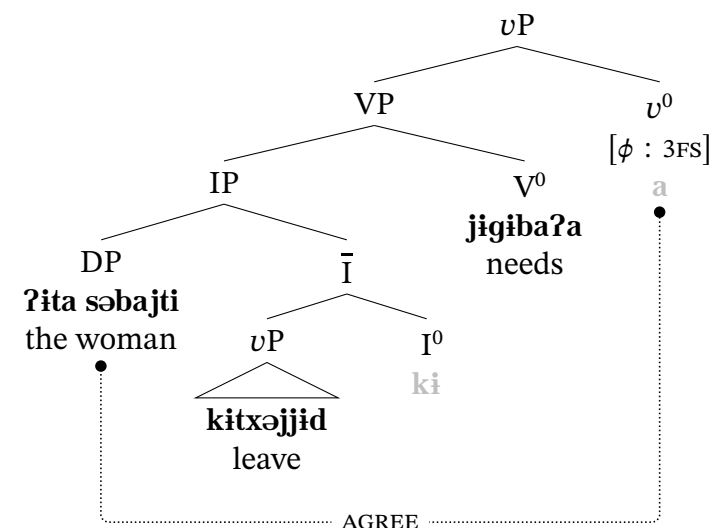 vP
VP v⁰
[ϕ : 3FS]
IP V⁰ a
jɨgɨbaʔa
DP I̅ needs
ʔɨta səbajti
the woman vP I⁰
kɨ
kɨtxəjjɨd
leave
AGREE